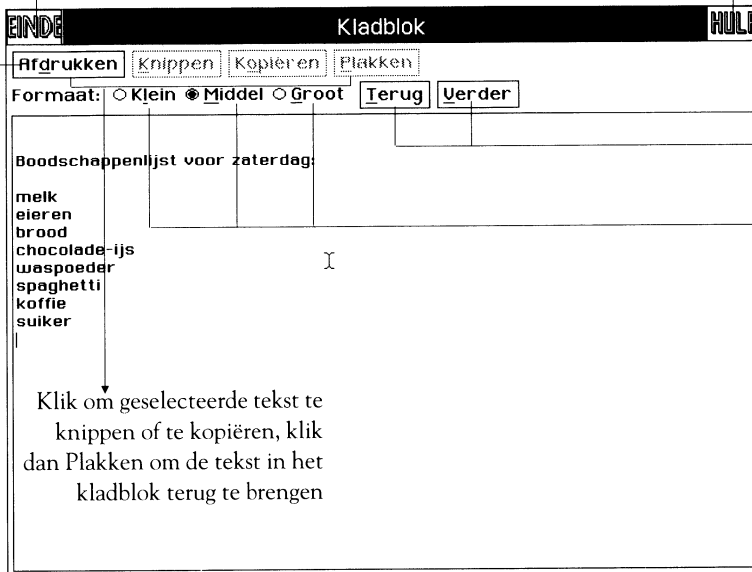 EINDE Kladblok HULP
Afdrukken Knippen Kopiëren Plakken
Formaat: Klein Middel Groot Terug Verder
Boodschappenlijst voor zaterdag:
melk
eieren
brood
chocolade-ijs
waspoeder
spaghetti
koffie
suiker
Klik om geselecteerde tekst te
knippen of te kopiëren, klik
dan Plakken om de tekst in het
kladblok terug te brengen